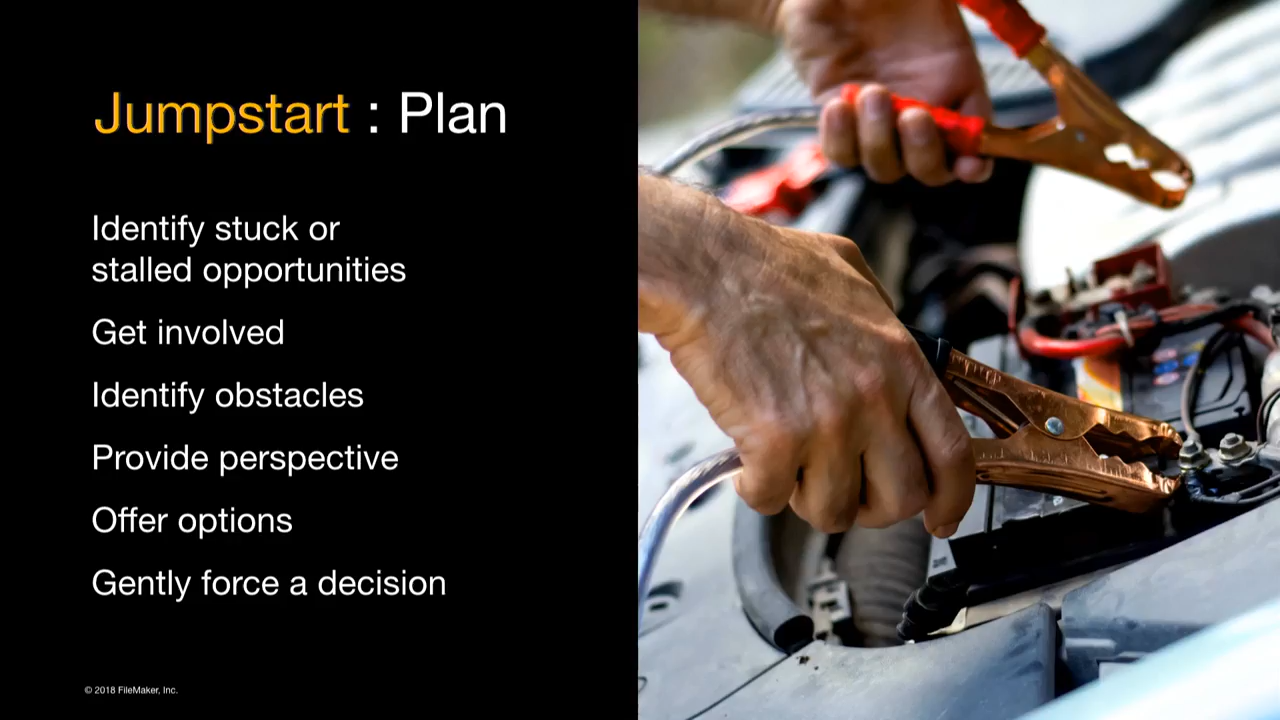 Jumpstart : Plan
Identify stuck or
stalled opportunities
Get involved
Identify obstacles
Provide perspective
Offer options
Gently force a decision
© 2018 FileMaker, Inc.